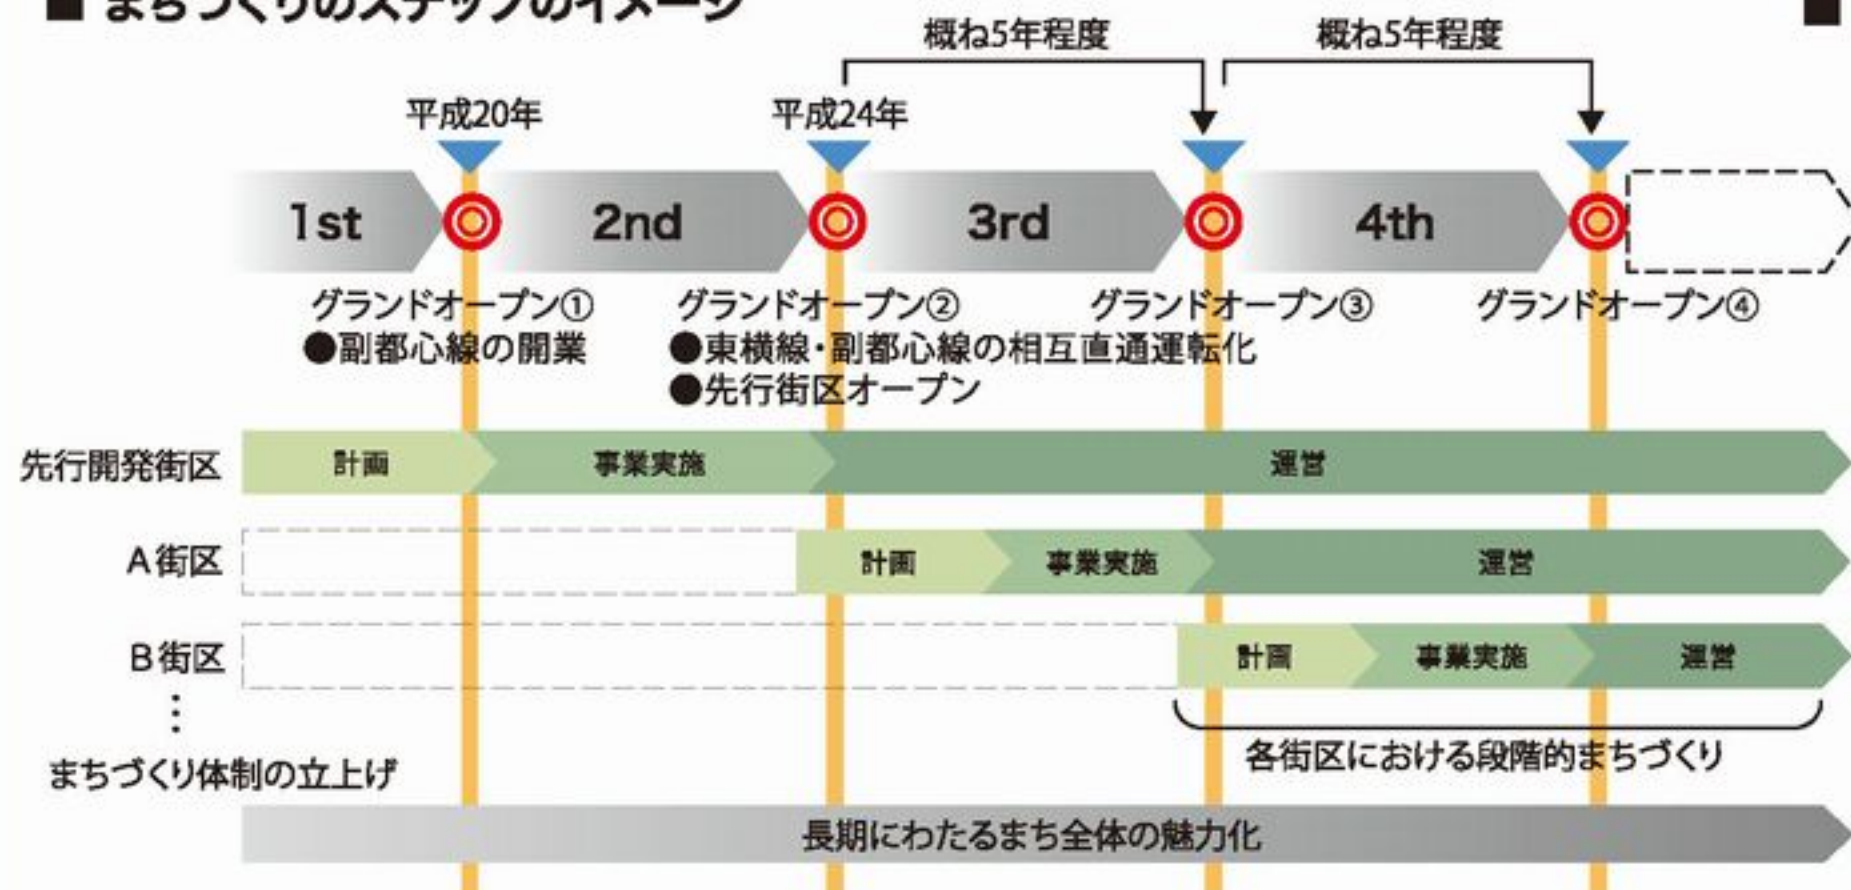 ■ まちづくりのステップのイメージ
概ね5年程度 概ね5年程度
平成20年 平成24年
1st 2nd 3rd 4th
グランドオープン① グランドオープン② グランドオープン③ グランドオープン④
●副都心線の開業 ●東横線・副都心線の相互直通運転化
●先行街区オープン
先行開発街区 計画 事業実施 運営
A街区 計画 事業実施 運営
B街区 計画 事業実施 運営
各街区における段階的まちづくり
まちづくり体制の立上げ
長期にわたるまち全体の魅力化